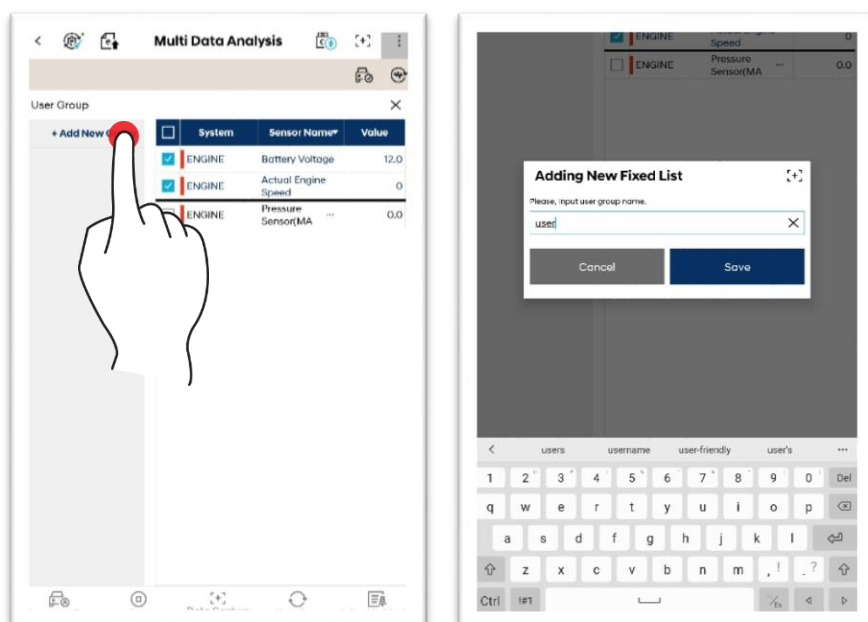 Multi Data Analysis
User Group
+ Add New
System Sensor Name Value
ENGINE Battery Voltage 12.0
ENGINE Actual Engine
Speed 0
ENGINE Pressure
Sensor(MA ... 0.0
ENGINE
Speed 0
ENGINE Pressure
Sensor(MA ... 0.0
Adding New Fixed List
Please, input user group name.
user
Cancel Save
users username user-friendly user's ...
1 2 3 4 5 6 7 8 9 0 Del
q w e r t y u i o p
a s d f g h j k l
z x c v b n m , ! . ?
Ctrl !#1